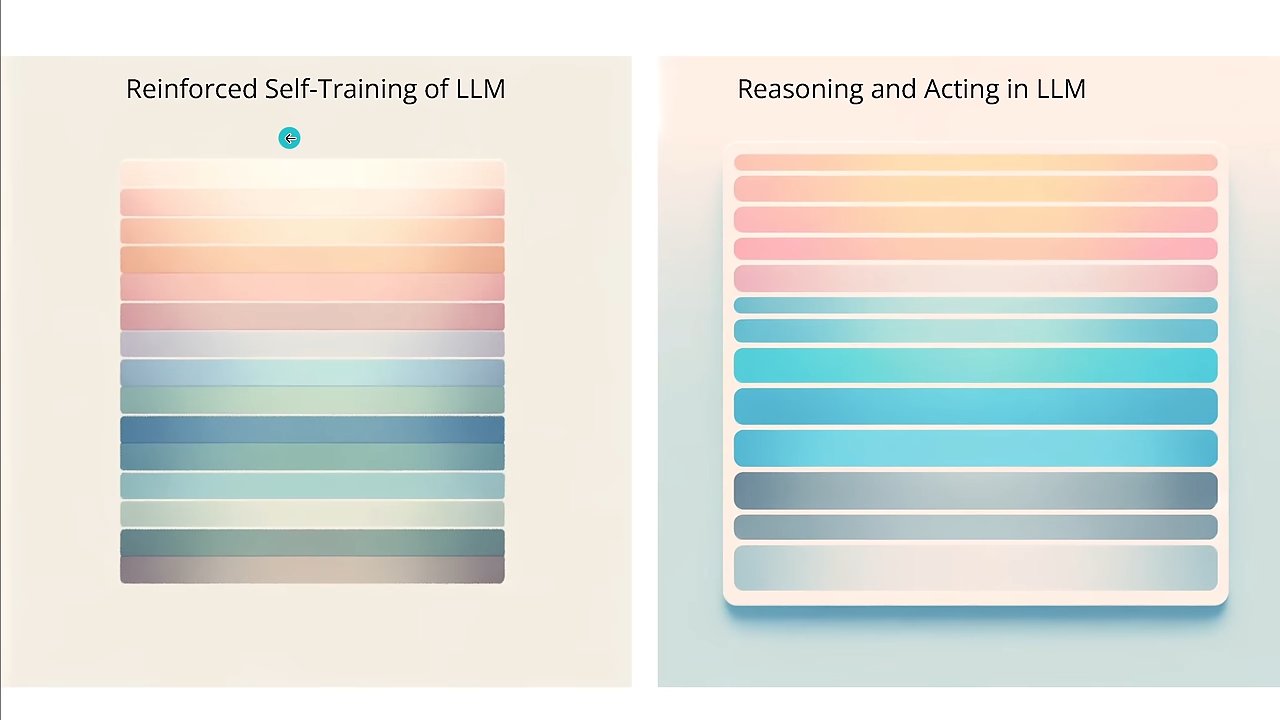 Reinforced Self-Training of LLM
Reasoning and Acting in LLM